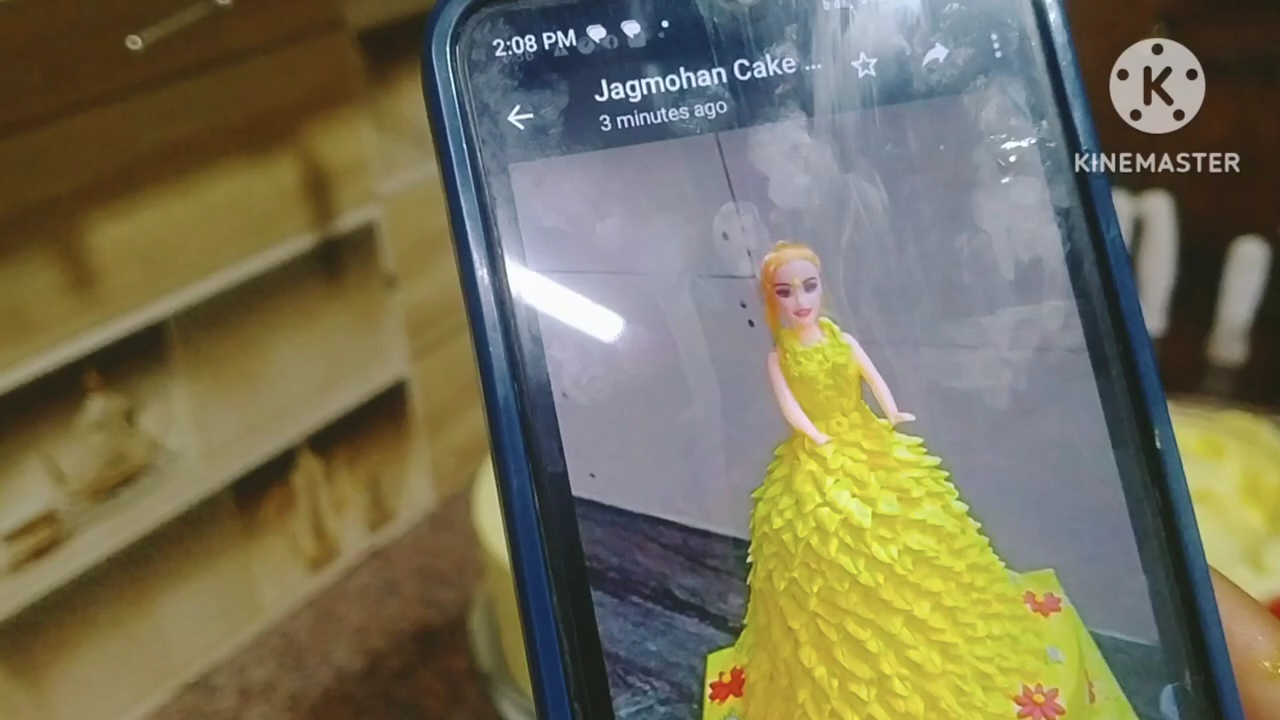 2:08 PM
Jagmohan Cake ...
3 minutes ago
K
KINEMASTER